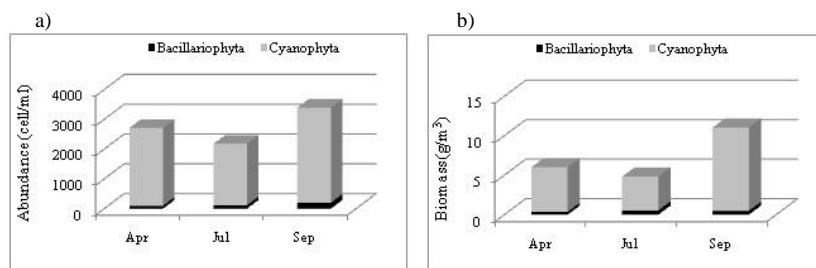 a)
Bacillariophyta Cyanophyta
Abundance (cell/ml)
4000
3000
2000
1000
0
Apr Jul Sep
b)
Bacillariophyta Cyanophyta
Biomass(g/m³)
15
10
5
0
Apr Jul Sep